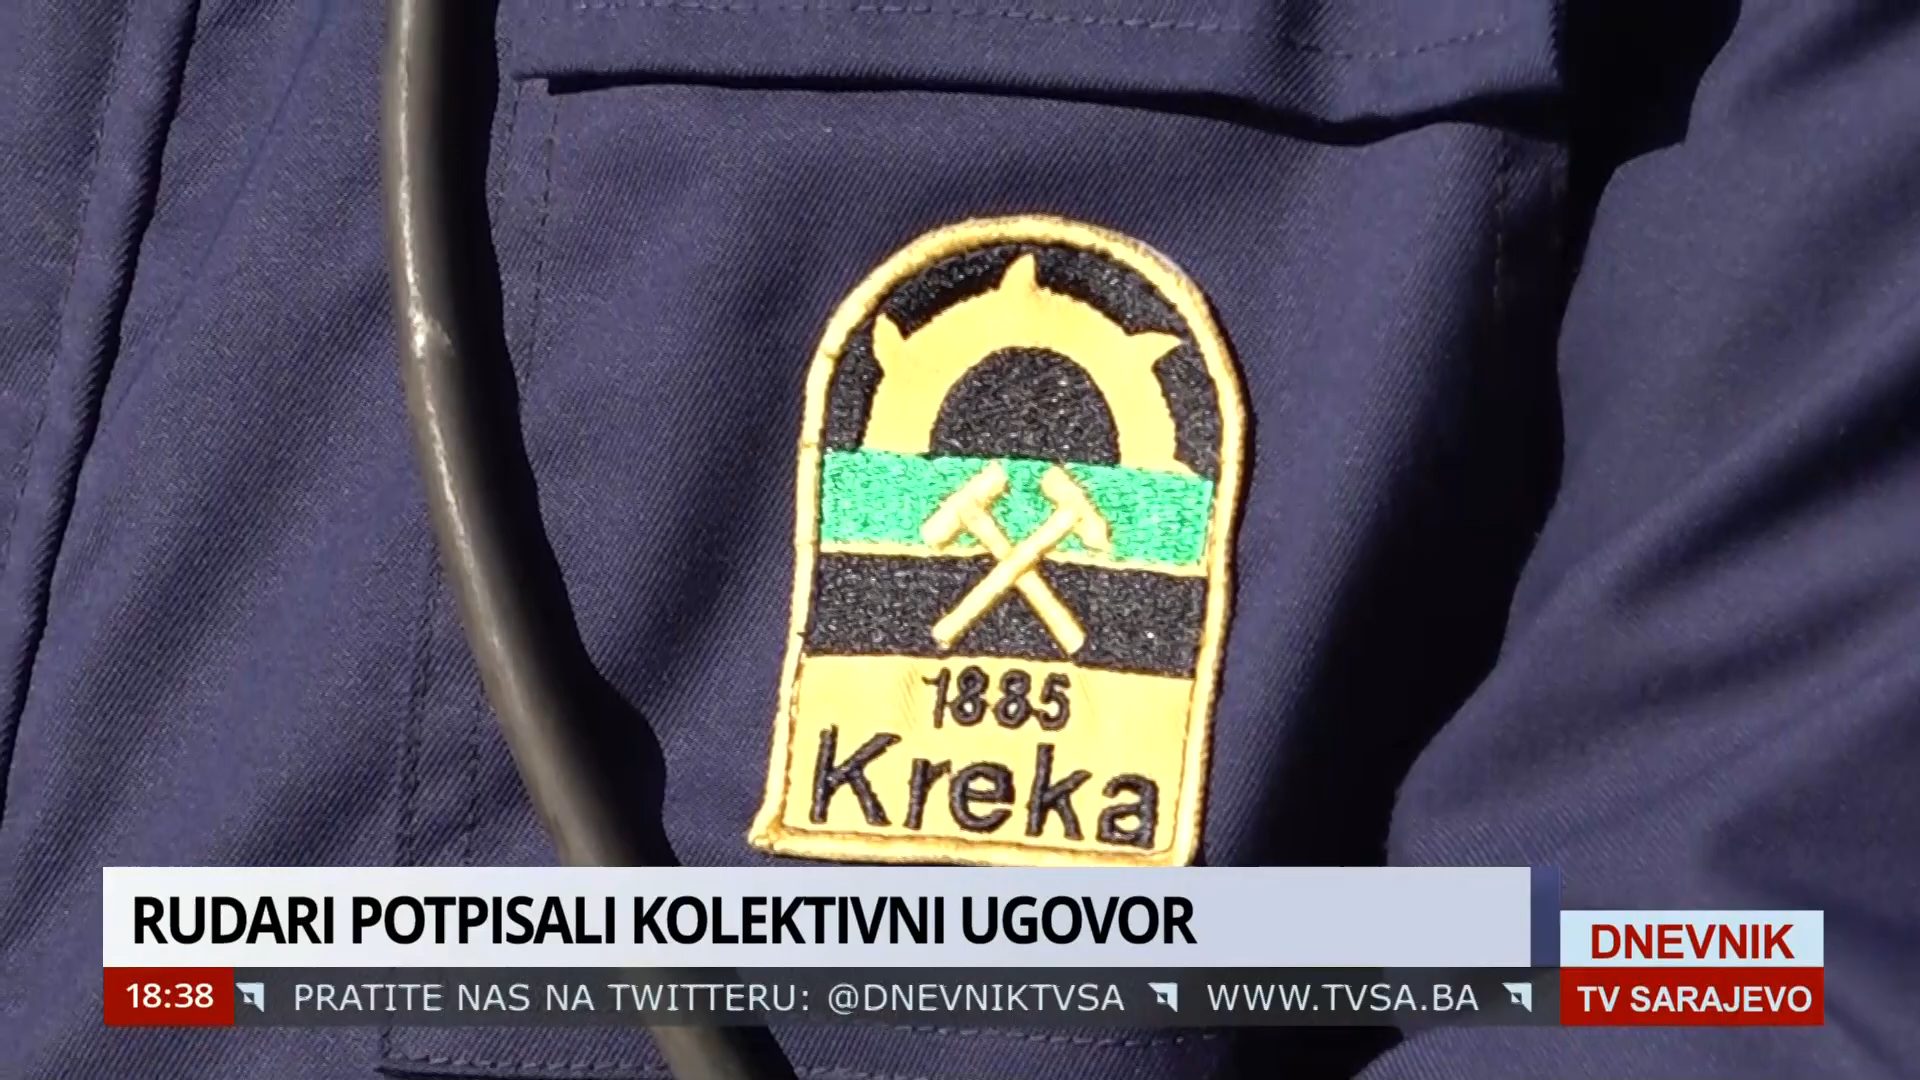 1885
Kreka
RUDARI POTPISALI KOLEKTIVNI UGOVOR
DNEVNIK
18:38 PRATITE NAS NA TWITTERU: @DNEVNIKTVSA WWW.TVSA.BA
TV SARAJEVO